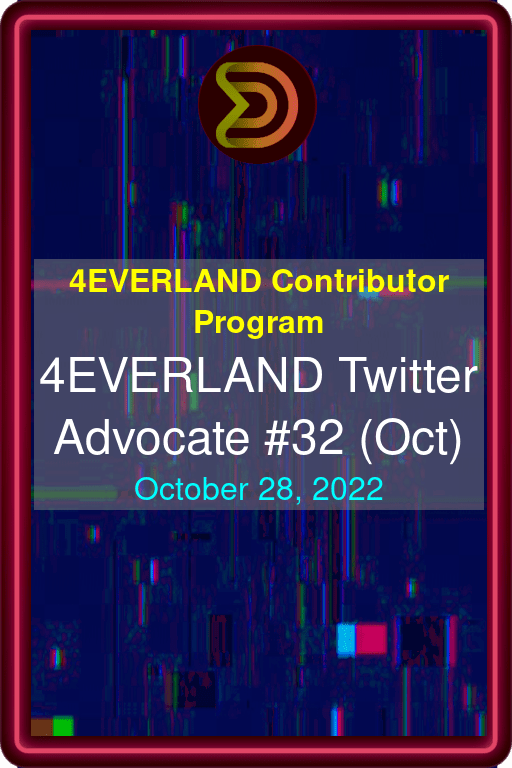 4EVERLAND Contributor
Program
4EVERLAND Twitter
Advocate #32 (Oct)
October 28, 2022